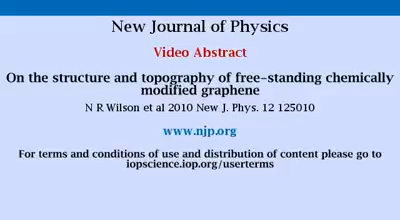 New Journal of Physics
Video Abstract
On the structure and topography of free-standing chemically
modified graphene
N R Wilson et al 2010 New J. Phys. 12 125010
www.njp.org
For terms and conditions of use and distribution of content please go to
iopscience.iop.org/userterms